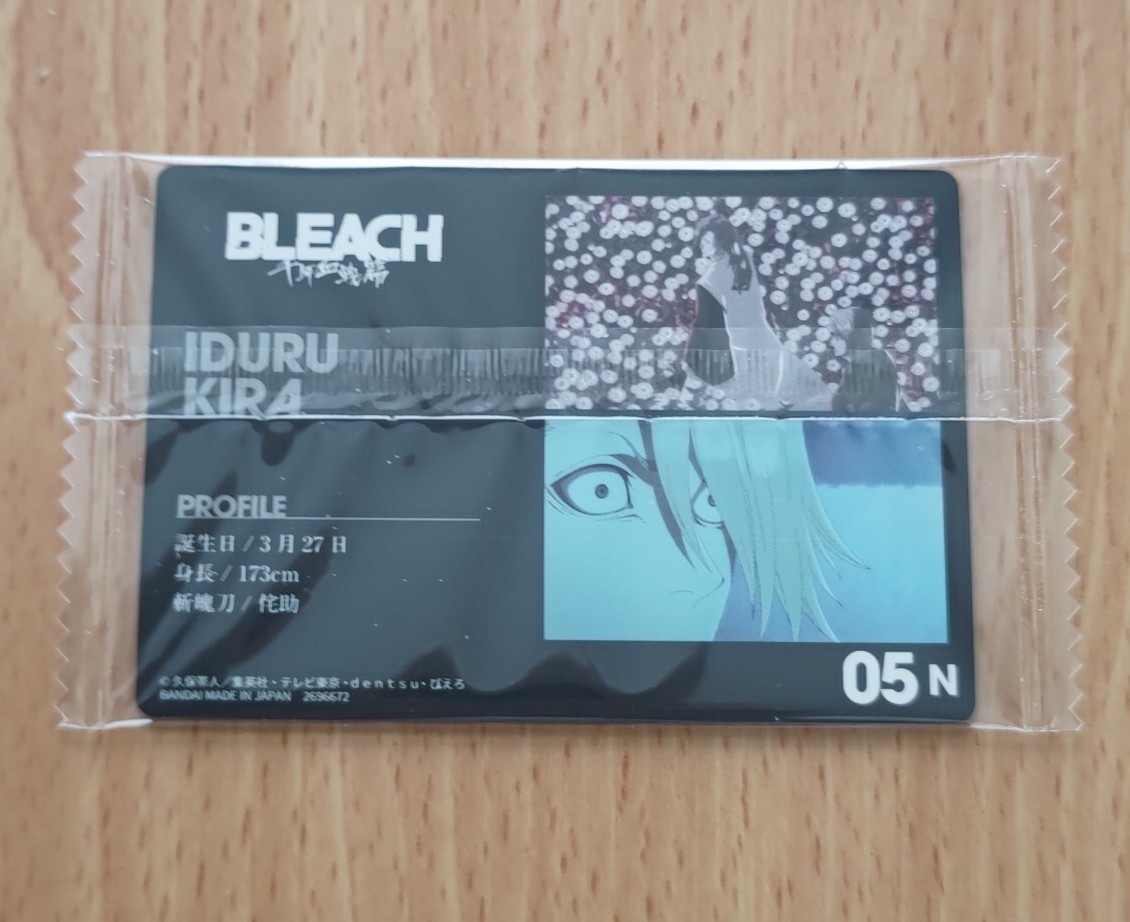 BLEACH
千年血戦篇
IDURU
KIRA
PROFILE
誕生日 / 3 月 27 日
身長 / 173cm
斬魄刀 / 侘助
©久保帯人／集英社・テレビ東京・dentsu・ぴえろ
BANDAI MADE IN JAPAN 2696672
05 N